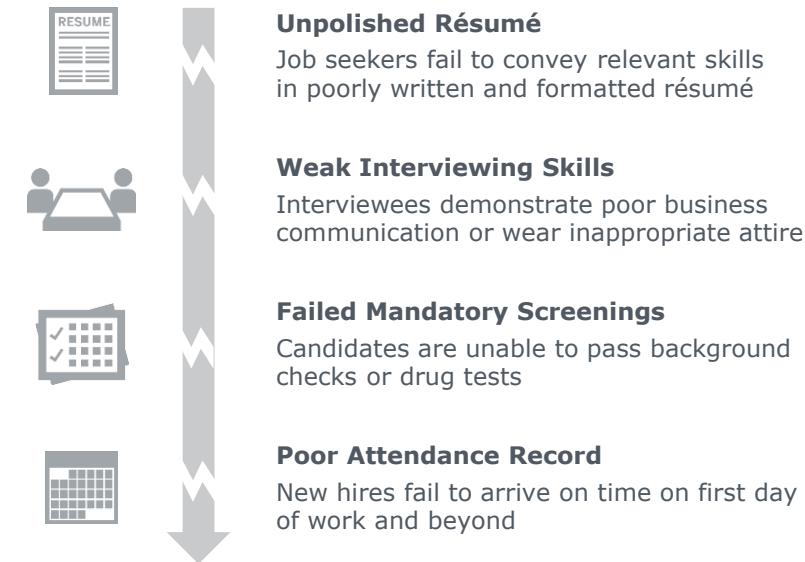 RESUME
Unpolished Résumé
Job seekers fail to convey relevant skills
in poorly written and formatted résumé
Weak Interviewing Skills
Interviewees demonstrate poor business
communication or wear inappropriate attire
Failed Mandatory Screenings
Candidates are unable to pass background
checks or drug tests
Poor Attendance Record
New hires fail to arrive on time on first day
of work and beyond